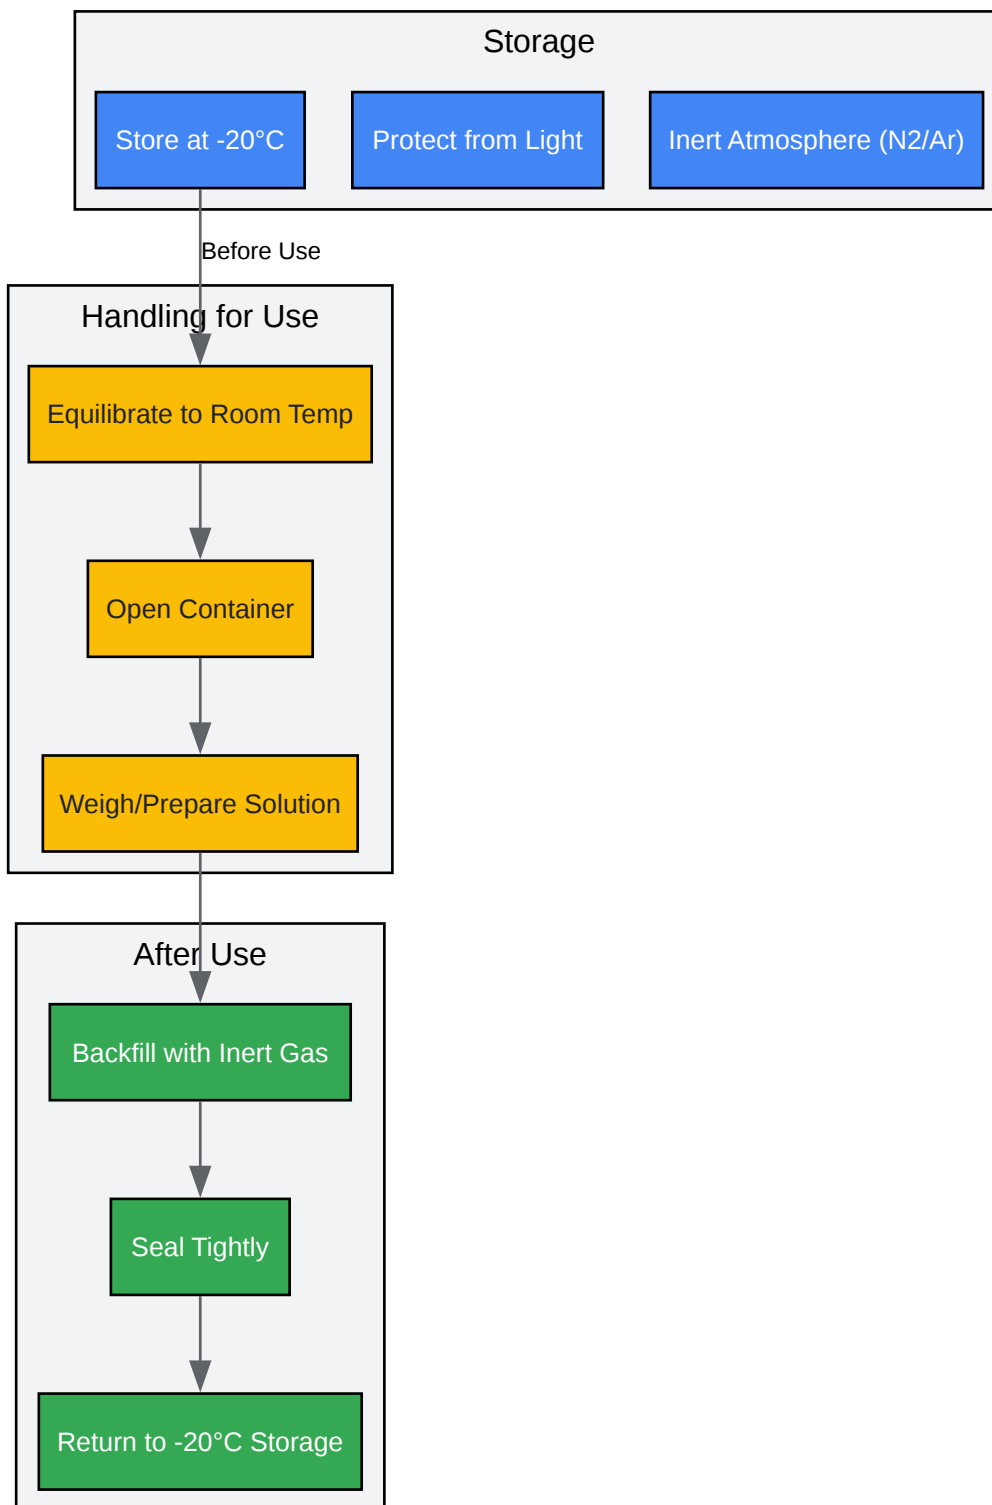 Storage
Store at -20°C
Protect from Light
Inert Atmosphere (N2/Ar)
Before Use
Handling for Use
Equilibrate to Room Temp
Open Container
Weigh/Prepare Solution
After Use
Backfill with Inert Gas
Seal Tightly
Return to -20°C Storage